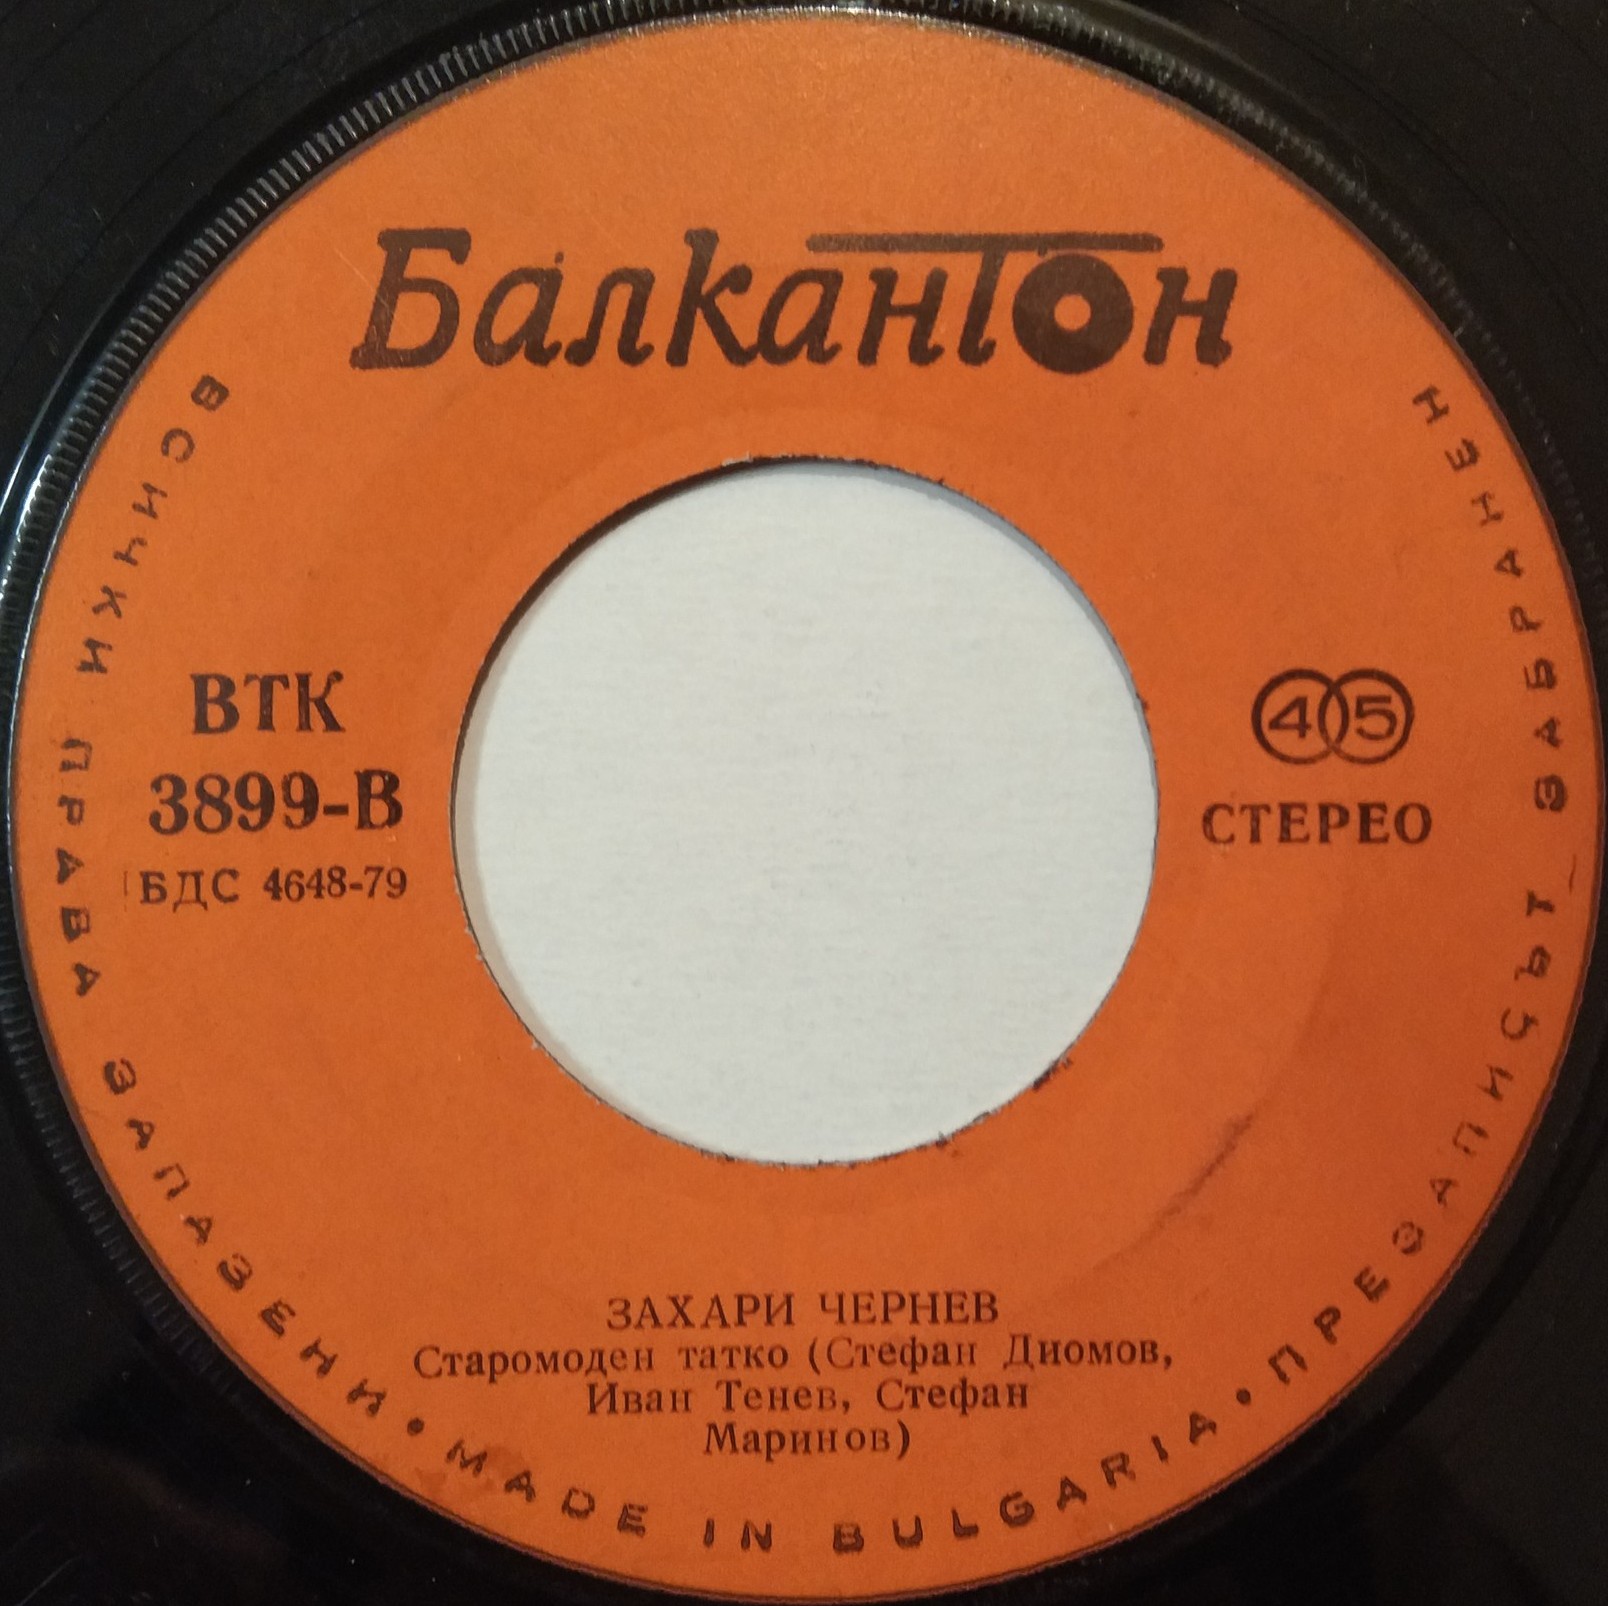 Балкантон
ВТК
3899-В
БДС 4648-79
45
СТЕРЕО
ЗАХАРИ ЧЕРНЕВ
Старомоден татко (Стефан Диомов,
Иван Тенев, Стефан
Маринов)
ВСИЧКИ ПРАВА ЗАПАЗЕНИ • MADE IN BULGARIA • ПРЕЗАПИСЪТ ЗАБРАНЕН